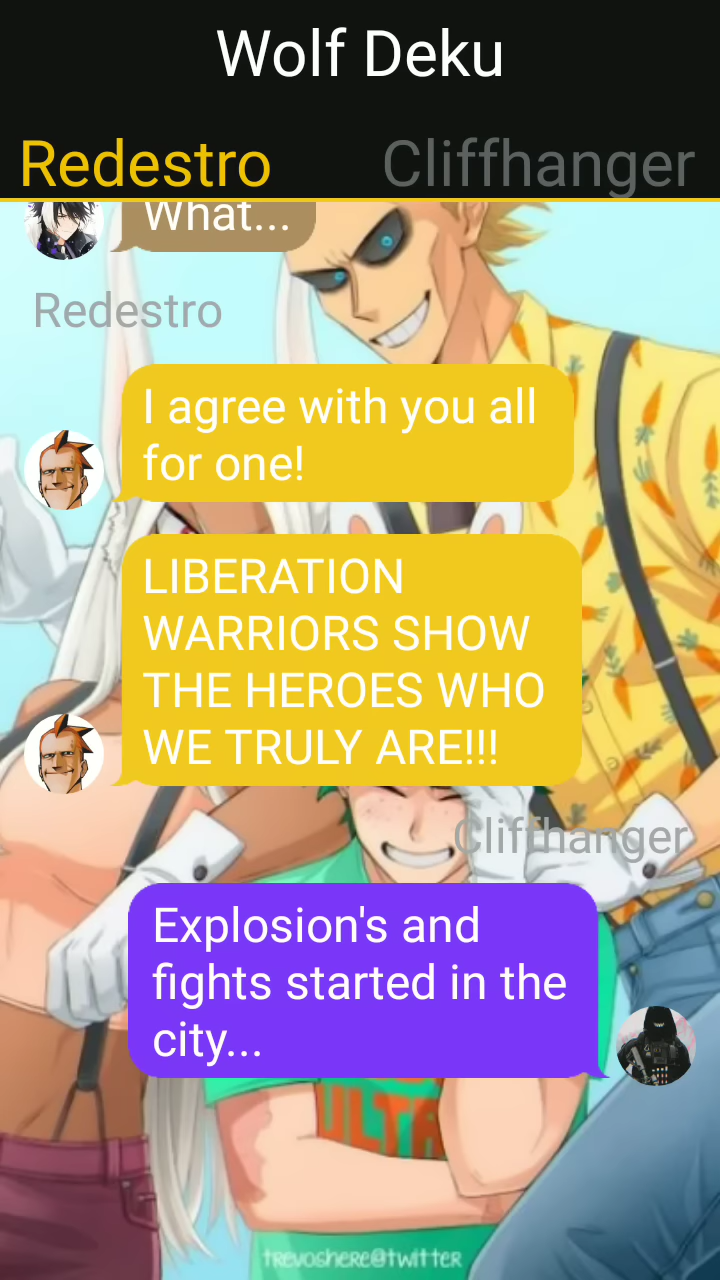 Wolf Deku
Redestro
Cliffhanger
What...
Redestro
I agree with you all
for one!
LIBERATION
WARRIORS SHOW
THE HEROES WHO
WE TRULY ARE!!!
Cliffhanger
Explosion's and
fights started in the
city...
ULTRA
trevoshere@twitter